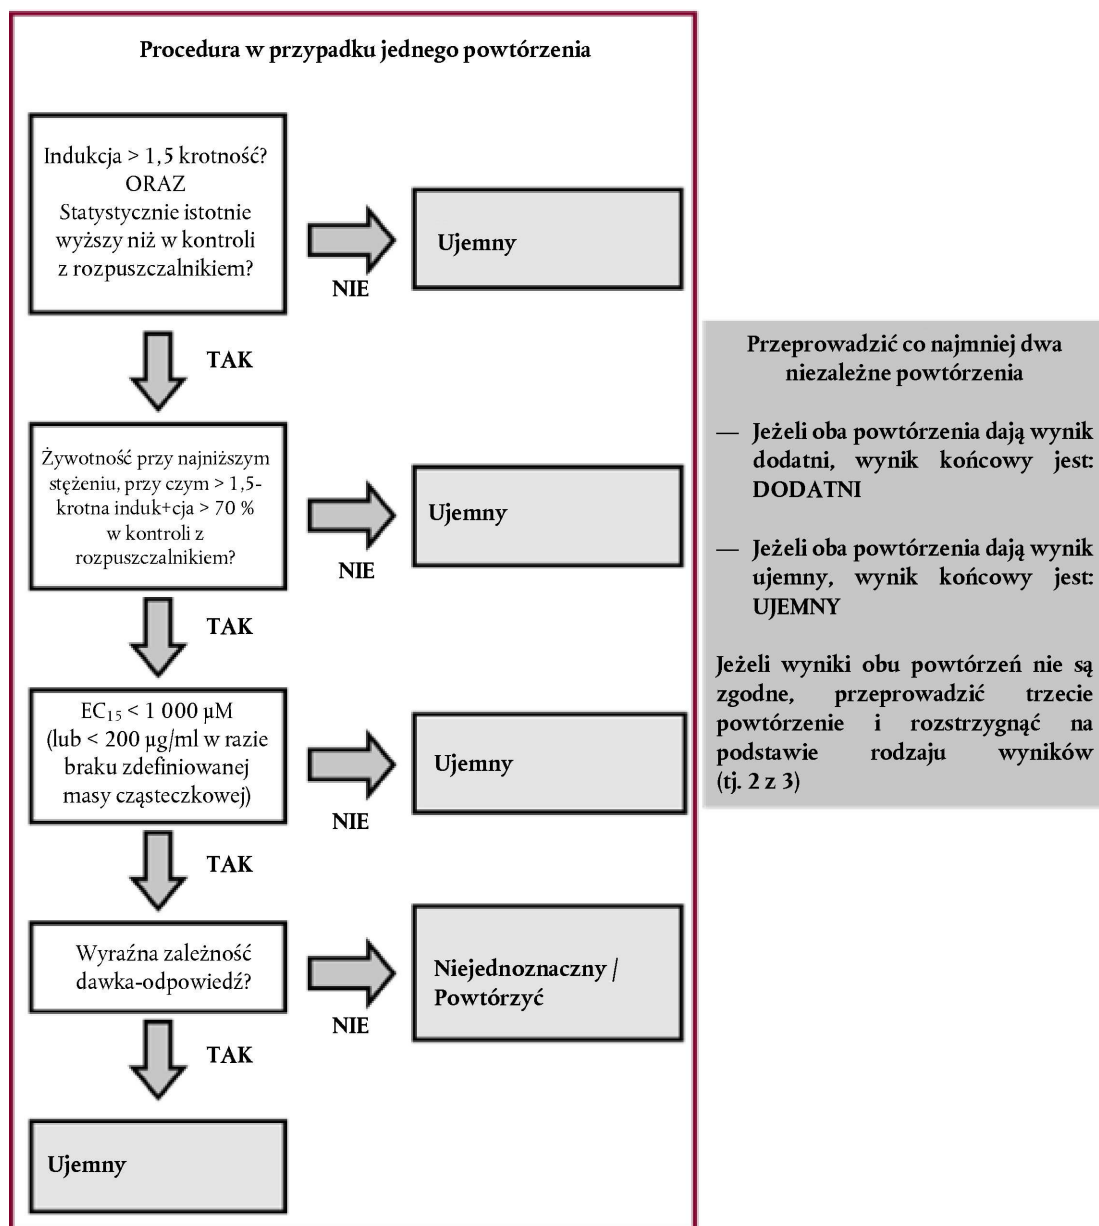 Procedura w przypadku jednego powtórzenia
Indukcja > 1,5 krotność?
ORAZ
Statystycznie istotnie
wyższy niż w kontroli
z rozpuszczalnikiem?
NIE
Ujemny
TAK
Żywotność przy najniższym
stężeniu, przy czym > 1,5-
krotna induk+cja > 70 %
w kontroli z
rozpuszczalnikiem?
NIE
Ujemny
TAK
EC₁₅ < 1 000 µM
(lub < 200 µg/ml w razie
braku zdefiniowanej
masy cząsteczkowej)
NIE
Ujemny
TAK
Wyraźna zależność
dawka-odpowiedź?
NIE
Niejednoznaczny /
Powtórzyć
TAK
Ujemny
Przeprowadzić co najmniej dwa
niezależne powtórzenia
— Jeżeli oba powtórzenia dają wynik
dodatni, wynik końcowy jest:
DODATNI
— Jeżeli oba powtórzenia dają wynik
ujemny, wynik końcowy jest:
UJEMNY
Jeżeli wyniki obu powtórzeń nie są
zgodne, przeprowadzić trzecie
powtórzenie i rozstrzygnąć na
podstawie rodzaju wyników
(tj. 2 z 3)